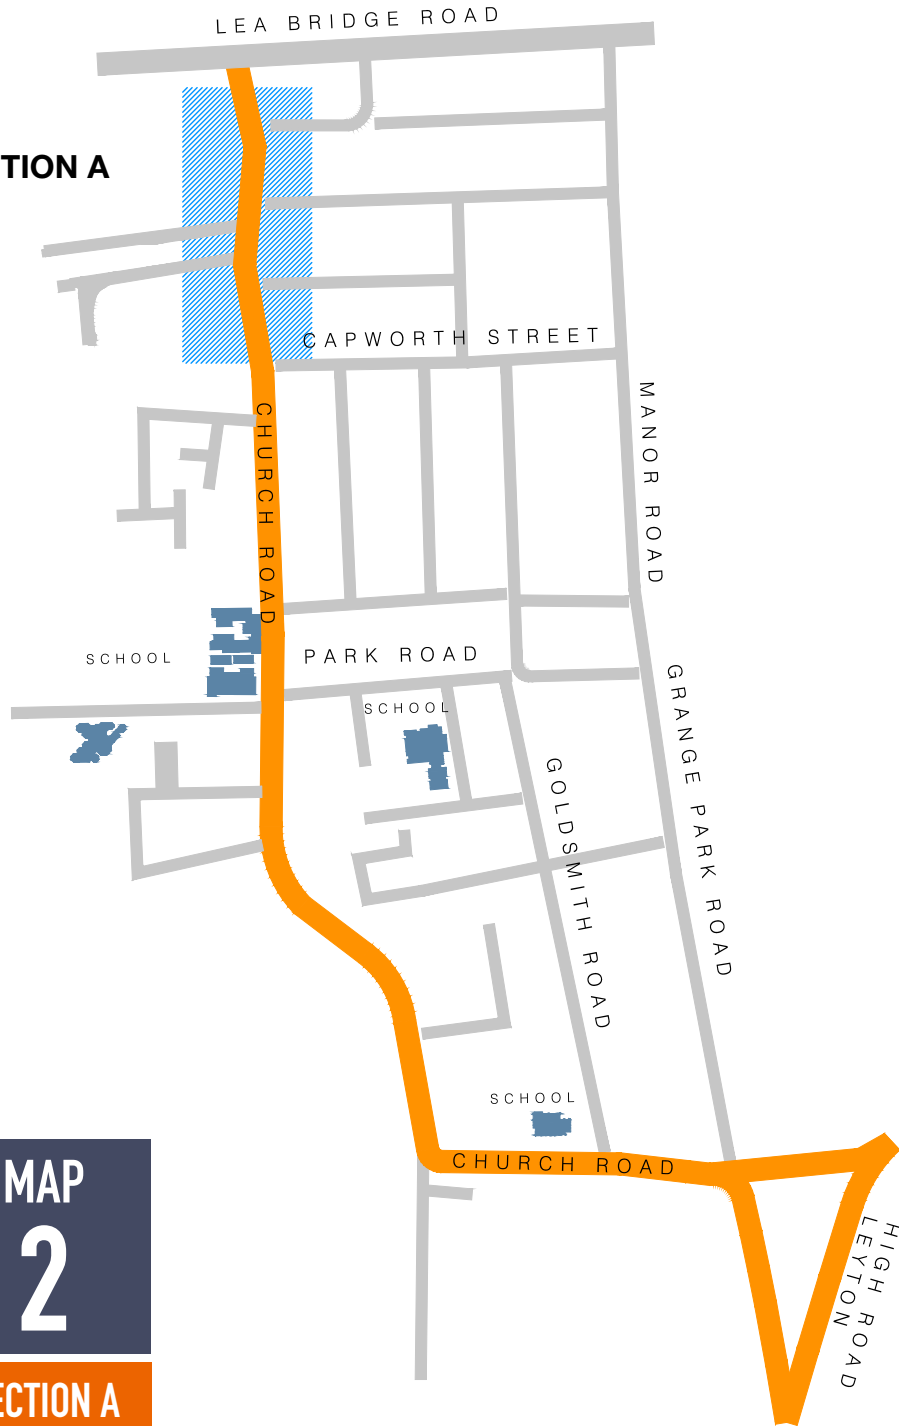 LEA BRIDGE ROAD
TION A
CAPWORTH STREET
MANOR ROAD
CHURCH ROAD
PARK ROAD
SCHOOL
GRANGE PARK ROAD
SCHOOL
GOLDSMITH ROAD
SCHOOL
CHURCH ROAD
HIGH ROAD
LEYTON
MAP
2
ECTION A